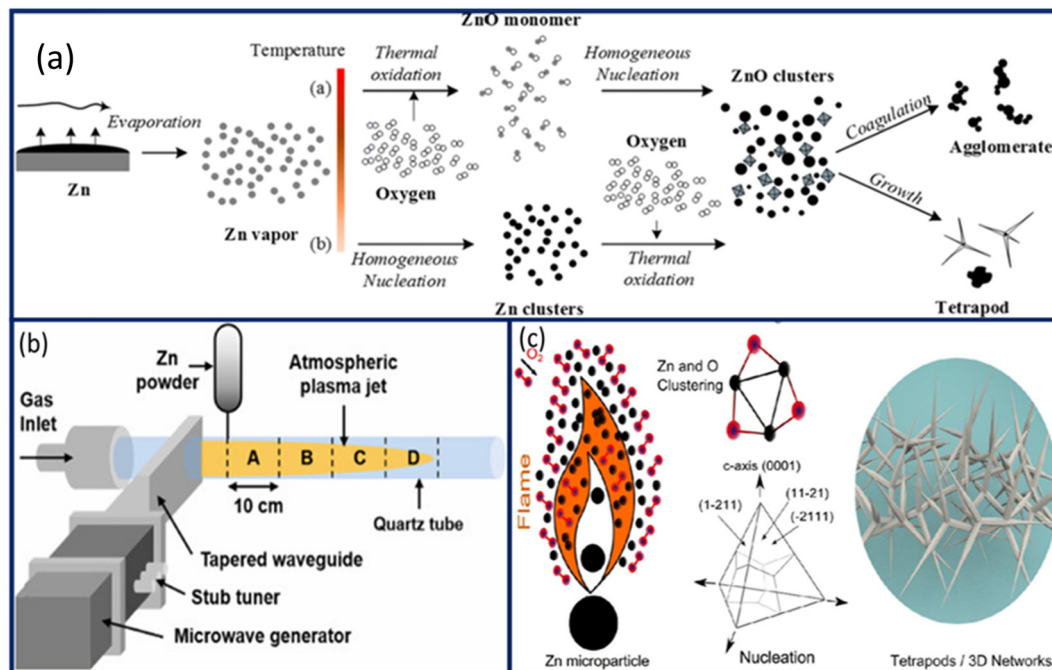 (a)
Temperature
(a)
(b)
Evaporation
Zn
Zn vapor
Thermal
oxidation
Oxygen
ZnO monomer
Homogeneous
Nucleation
Homogeneous
Nucleation
Zn clusters
Oxygen
Thermal
oxidation
ZnO clusters
Coagulation
Agglomerate
Growth
Tetrapod
(b)
Zn
powder
Atmospheric
plasma jet
Gas
Inlet
A B C D
10 cm
Quartz tube
Tapered waveguide
Stub tuner
Microwave generator
(c)
O₂
Flame
Zn microparticle
Zn and O
Clustering
c-axis (0001)
(1-211)
(11-21)
(-2111)
Nucleation
Tetrapods / 3D Networks